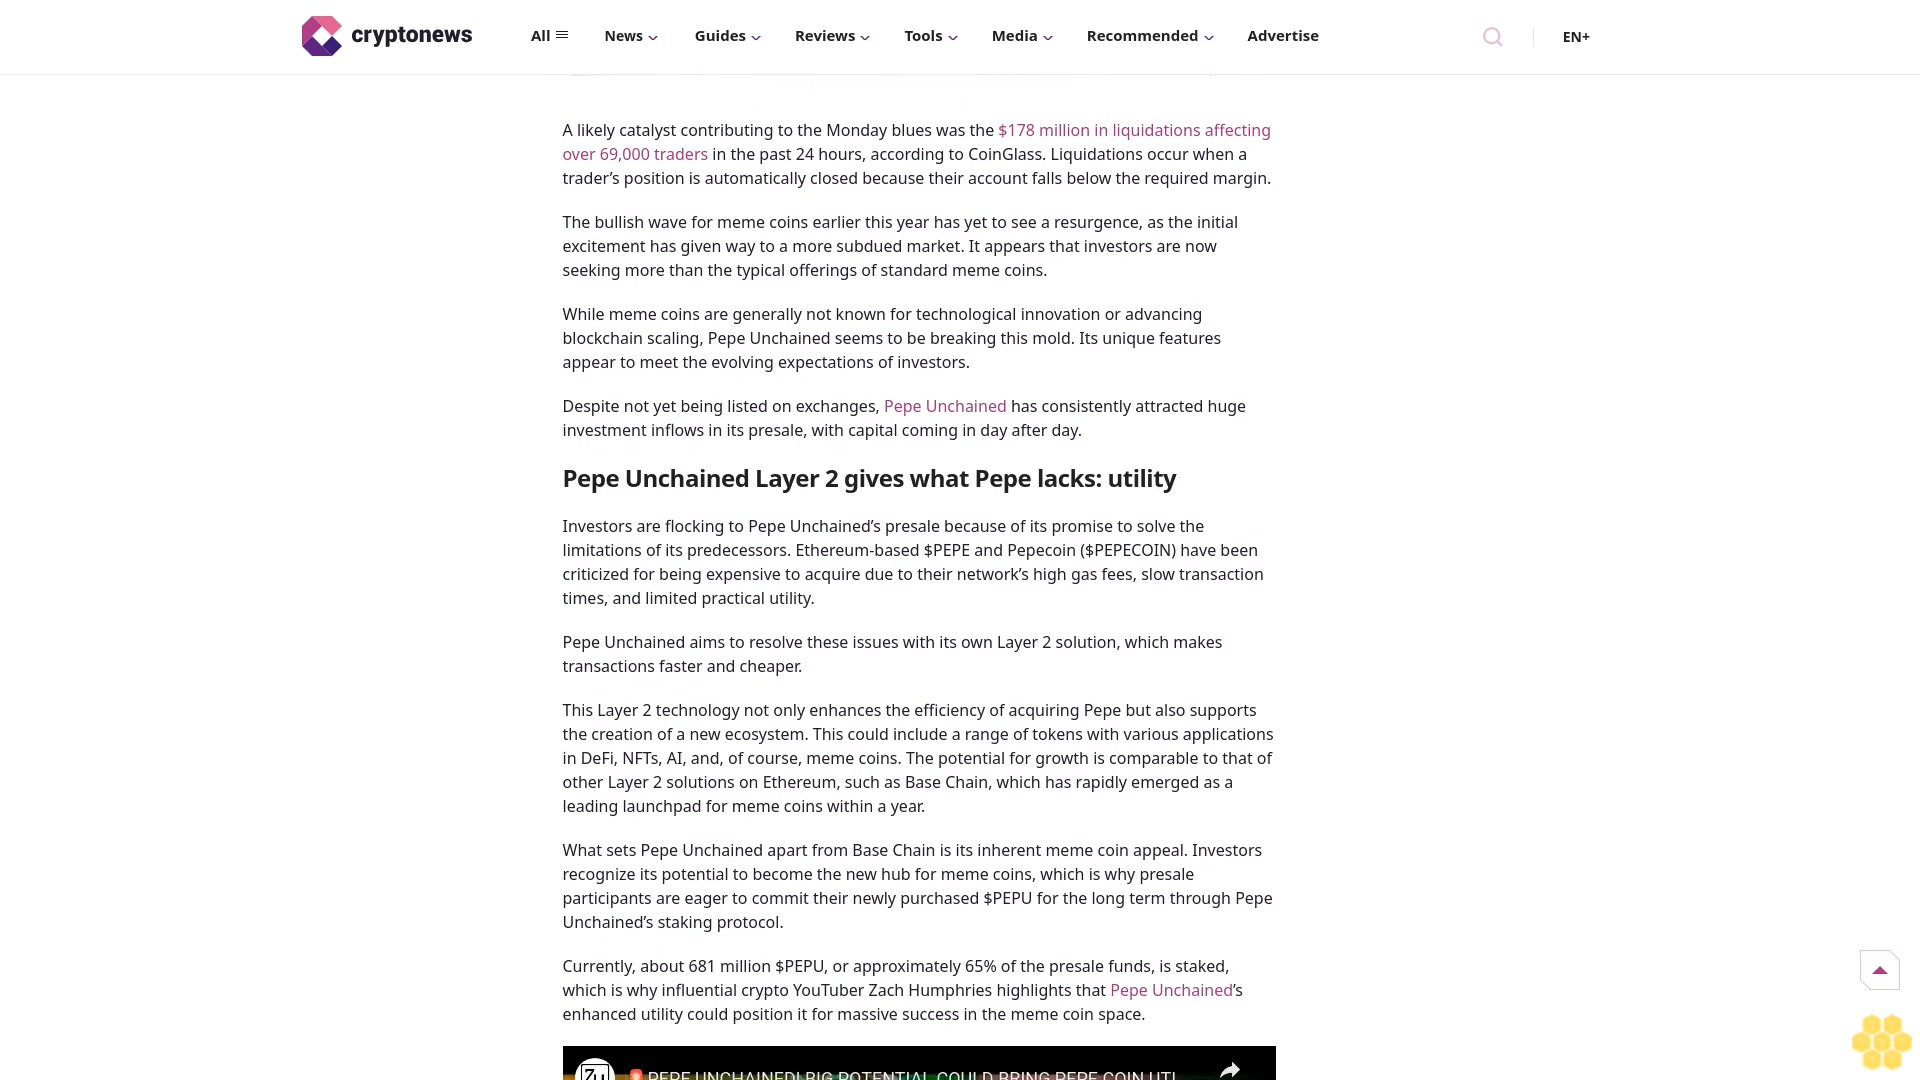 cryptonews
All
News
Guides
Reviews
Tools
Media
Recommended
Advertise
EN+
A likely catalyst contributing to the Monday blues was the $178 million in liquidations affecting
over 69,000 traders in the past 24 hours, according to CoinGlass. Liquidations occur when a
trader’s position is automatically closed because their account falls below the required margin.
The bullish wave for meme coins earlier this year has yet to see a resurgence, as the initial
excitement has given way to a more subdued market. It appears that investors are now
seeking more than the typical offerings of standard meme coins.
While meme coins are generally not known for technological innovation or advancing
blockchain scaling, Pepe Unchained seems to be breaking this mold. Its unique features
appear to meet the evolving expectations of investors.
Despite not yet being listed on exchanges, Pepe Unchained has consistently attracted huge
investment inflows in its presale, with capital coming in day after day.
Pepe Unchained Layer 2 gives what Pepe lacks: utility
Investors are flocking to Pepe Unchained’s presale because of its promise to solve the
limitations of its predecessors. Ethereum-based $PEPE and Pepecoin ($PEPECOIN) have been
criticized for being expensive to acquire due to their network’s high gas fees, slow transaction
times, and limited practical utility.
Pepe Unchained aims to resolve these issues with its own Layer 2 solution, which makes
transactions faster and cheaper.
This Layer 2 technology not only enhances the efficiency of acquiring Pepe but also supports
the creation of a new ecosystem. This could include a range of tokens with various applications
in DeFi, NFTs, AI, and, of course, meme coins. The potential for growth is comparable to that of
other Layer 2 solutions on Ethereum, such as Base Chain, which has rapidly emerged as a
leading launchpad for meme coins within a year.
What sets Pepe Unchained apart from Base Chain is its inherent meme coin appeal. Investors
recognize its potential to become the new hub for meme coins, which is why presale
participants are eager to commit their newly purchased $PEPU for the long term through Pepe
Unchained’s staking protocol.
Currently, about 681 million $PEPU, or approximately 65% of the presale funds, is staked,
which is why influential crypto YouTuber Zach Humphries highlights that Pepe Unchained’s
enhanced utility could position it for massive success in the meme coin space.
PEPE UNCHAINED! BIG POTENTIAL COULD BRING PEPE COIN UTI